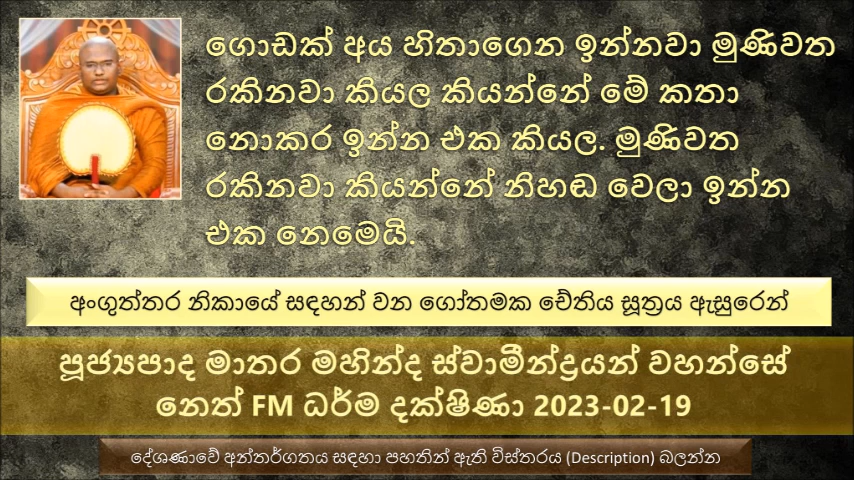 ගොඩක් අය හිතාගෙන ඉන්නවා මුණිවත
රකිනවා කියල කියන්නේ මේ කතා
නොකර ඉන්න එක කියල. මුණිවත
රකිනවා කියන්නේ නිහඬ වෙලා ඉන්න
එක නෙමෙයි.
අංගුත්තර නිකායේ සඳහන් වන ගෝතමක චේතිය සූත්‍රය ඇසුරෙන්
පූජ්‍යපාද මාතර මහින්ද ස්වාමීන්ද්‍රයන් වහන්සේ
නෙත් FM ධර්ම දක්ෂිණා 2023-02-19
දේශණාවේ අන්තර්ගතය සඳහා පහතින් ඇති විස්තරය (Description) බලන්න